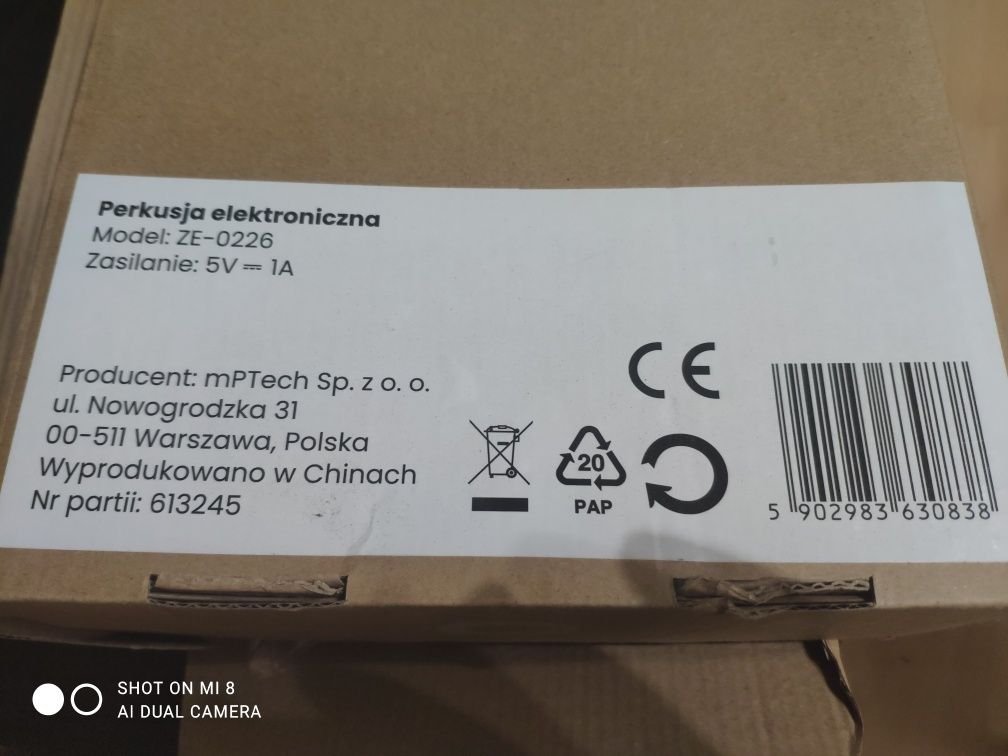 Perkusja elektroniczna
Model: ZE-0226
Zasilanie: 5V ⎓ 1A
Producent: mPTech Sp. z o. o.
ul. Nowogrodzka 31
00-511 Warszawa, Polska
Wyprodukowano w Chinach
Nr partii: 613245
CE
20
PAP
5 902983 630838
SHOT ON MI 8
AI DUAL CAMERA